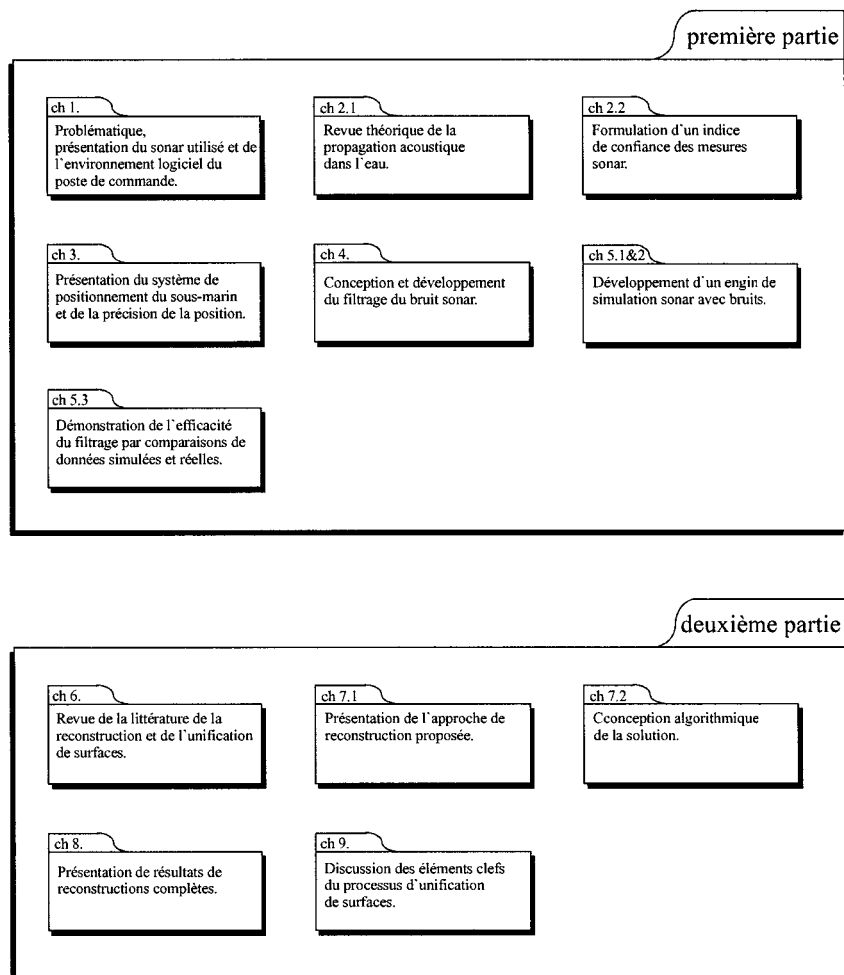 première partie
ch 1.
Problématique,
présentation du sonar utilisé et de
l'environnement logiciel du
poste de commande.
ch 2.1
Revue théorique de la
propagation acoustique
dans l'eau.
ch 2.2
Formulation d'un indice
de confiance des mesures
sonar.
ch 3.
Présentation du système de
positionnement du sous-marin
et de la précision de la position.
ch 4.
Conception et développement
du filtrage du bruit sonar.
ch 5.1&2
Développement d'un engin de
simulation sonar avec bruits.
ch 5.3
Démonstration de l'efficacité
du filtrage par comparaisons de
données simulées et réelles.
deuxième partie
ch 6.
Revue de la littérature de la
reconstruction et de l'unification
de surfaces.
ch 7.1
Présentation de l'approche de
reconstruction proposée.
ch 7.2
Cconception algorithmique
de la solution.
ch 8.
Présentation de résultats de
reconstructions complètes.
ch 9.
Discussion des éléments clefs
du processus d'unification
de surfaces.